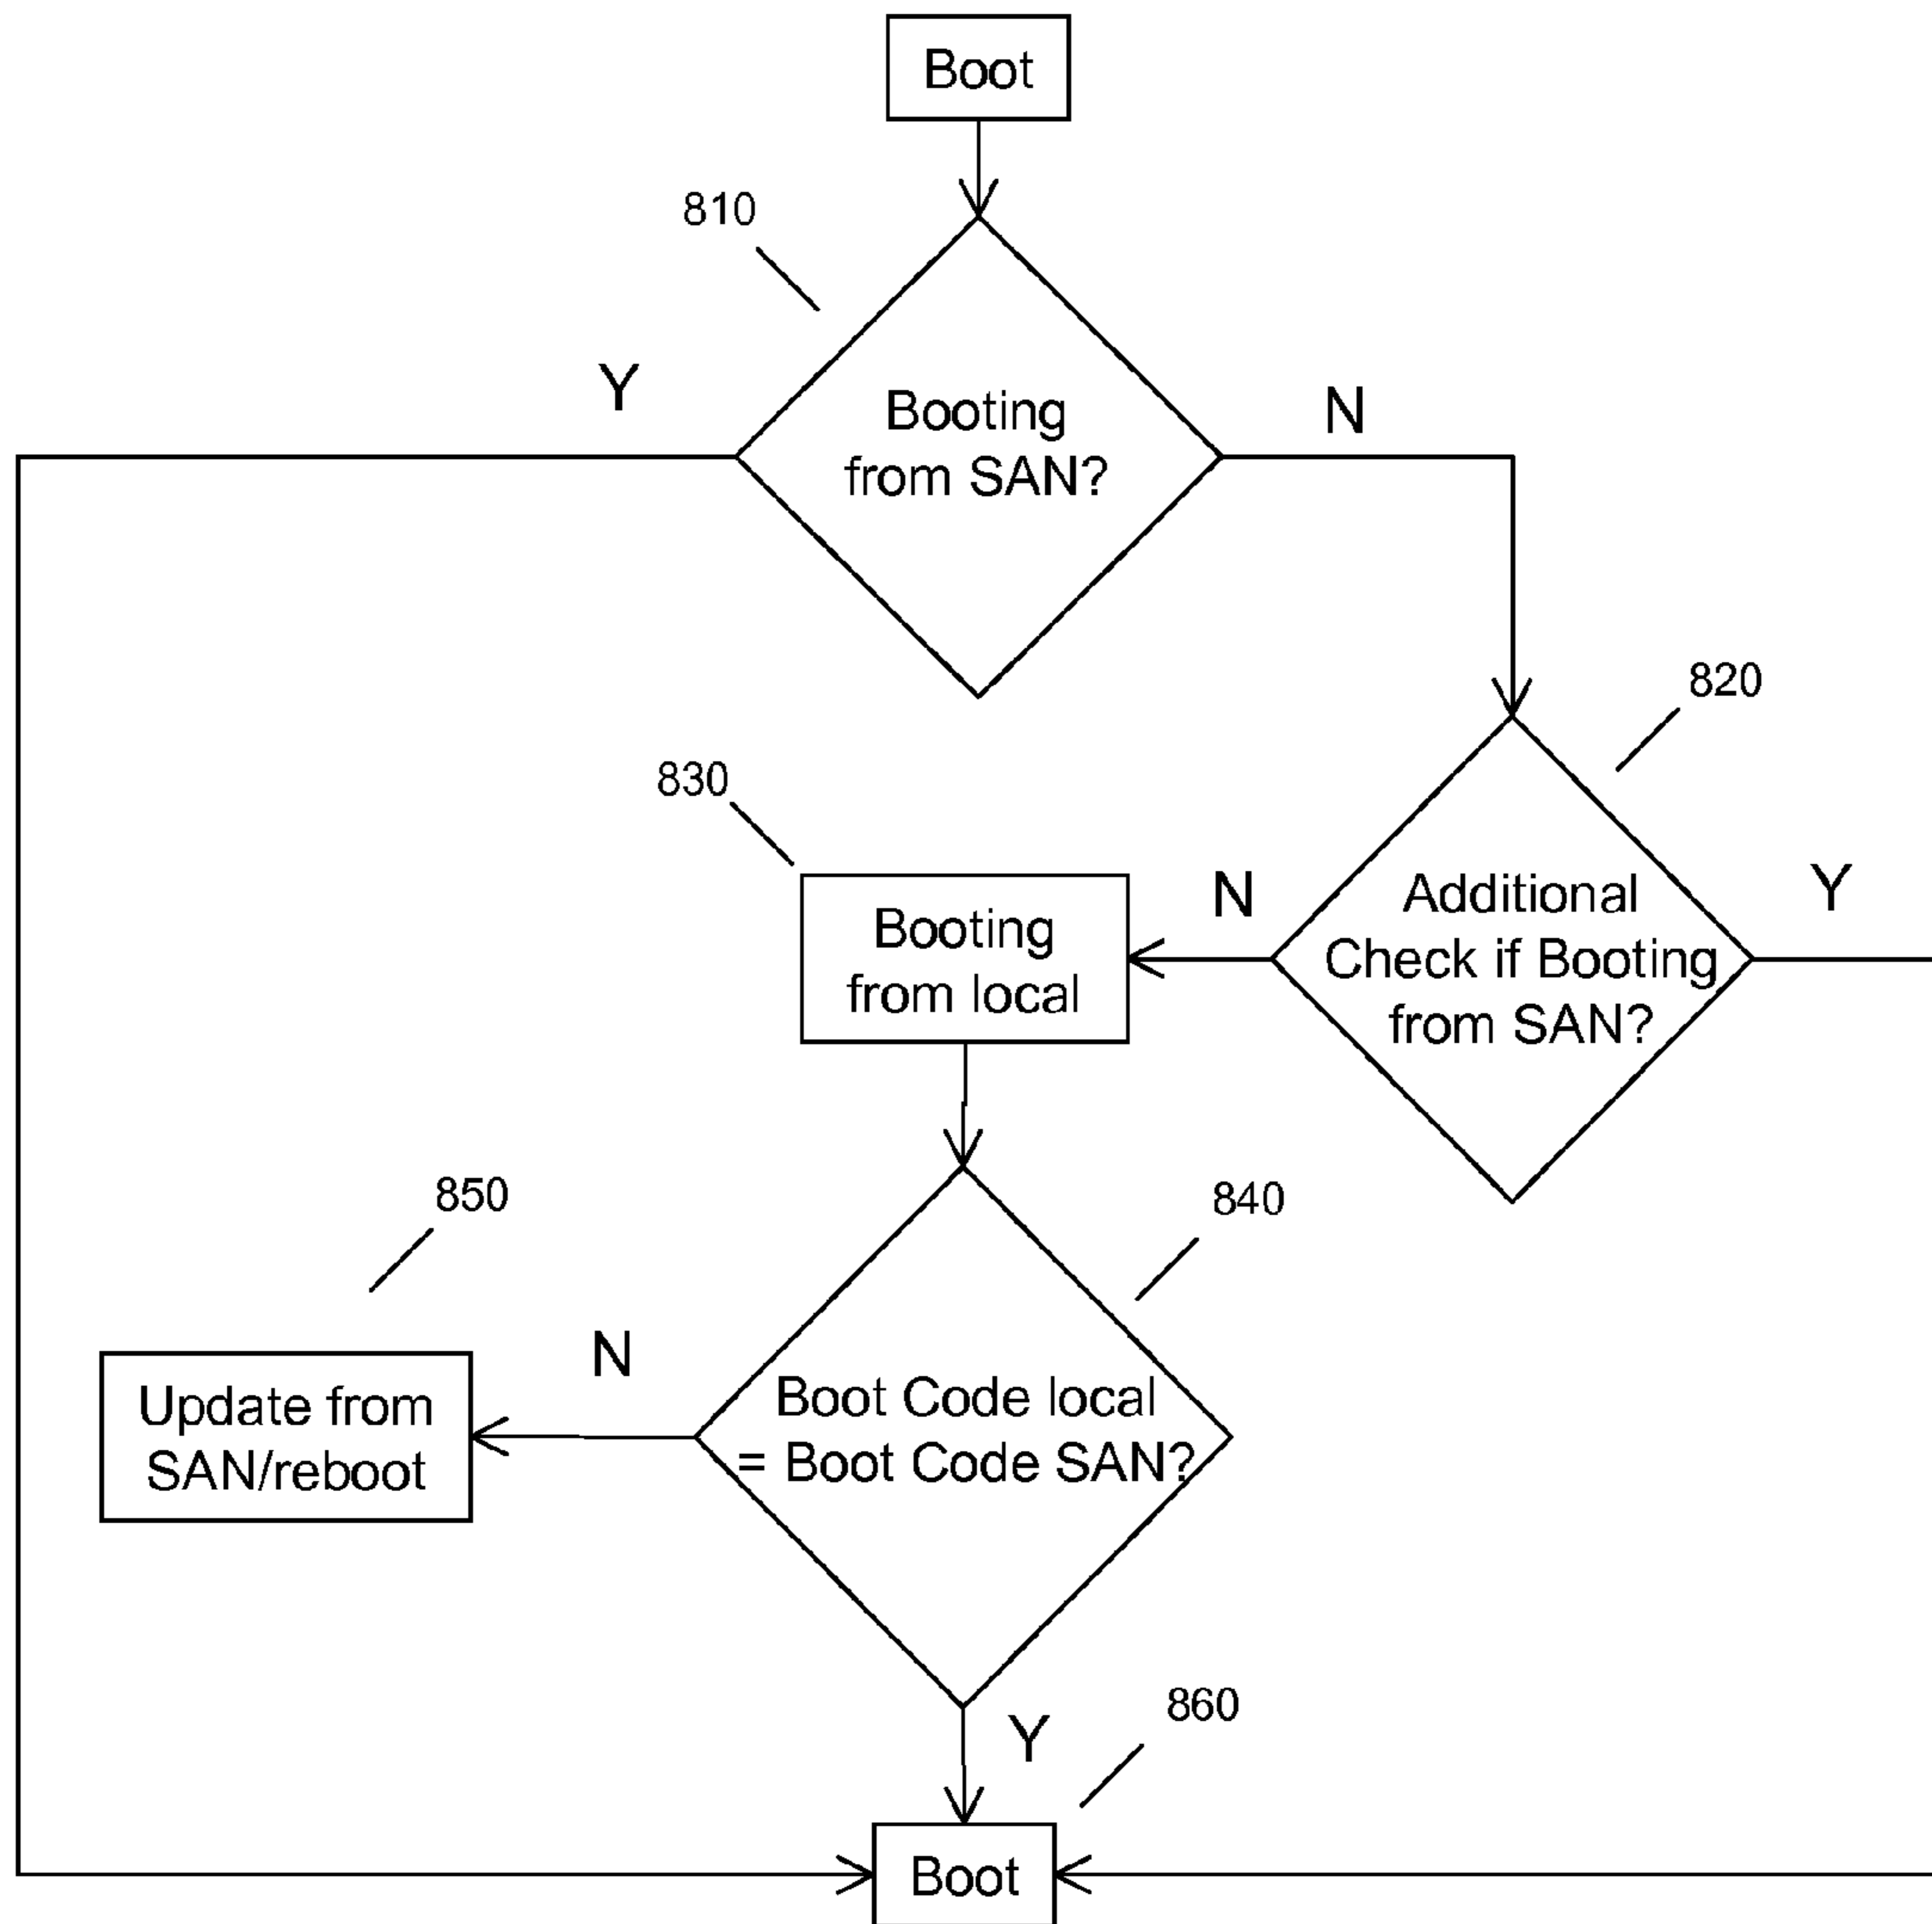 Boot
810
Y
Booting
from SAN?
N
820
830
Booting
from local
N
Additional
Check if Booting
from SAN?
Y
850
840
N
Update from
SAN/reboot
Boot Code local
= Boot Code SAN?
860
Y
Boot